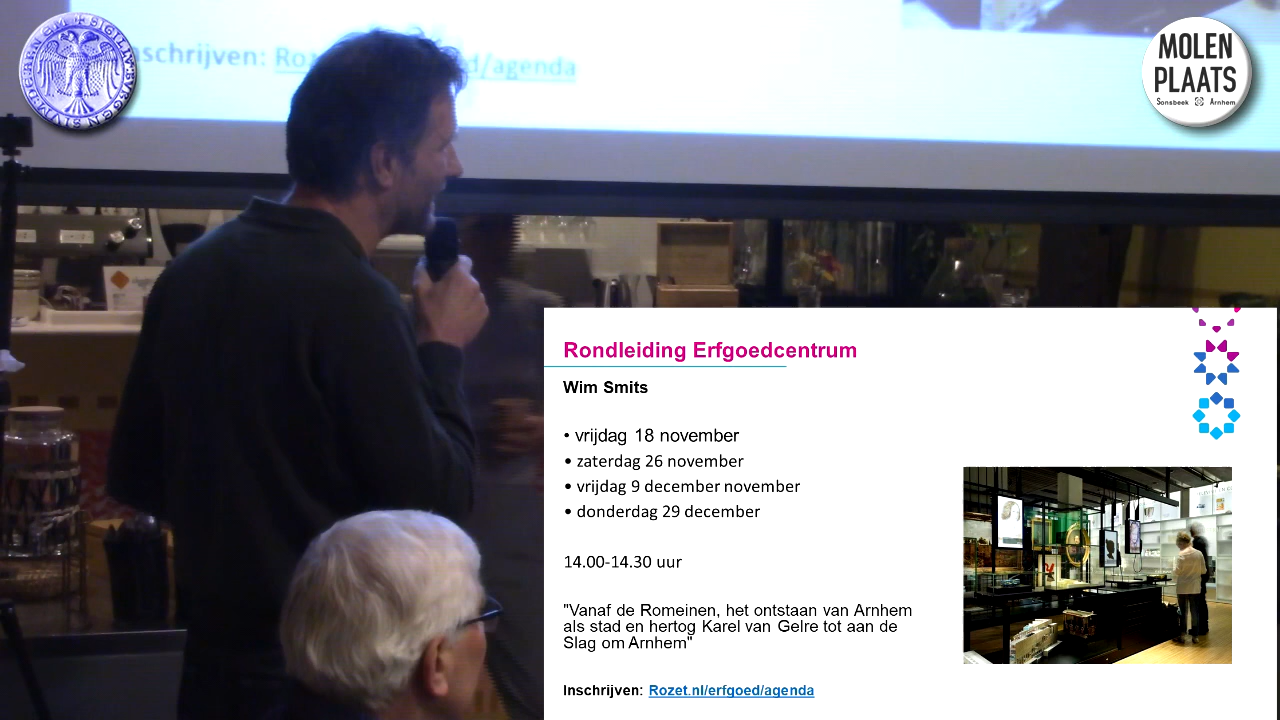 nschrijven: Ro d/agenda
MOLEN
PLAATS
Sonsbeek Arnhem
Rondleiding Erfgoedcentrum
Wim Smits
• vrijdag 18 november
• zaterdag 26 november
• vrijdag 9 december november
• donderdag 29 december
14.00-14.30 uur
"Vanaf de Romeinen, het ontstaan van Arnhem
als stad en hertog Karel van Gelre tot aan de
Slag om Arnhem"
Inschrijven: Rozet.nl/erfgoed/agenda